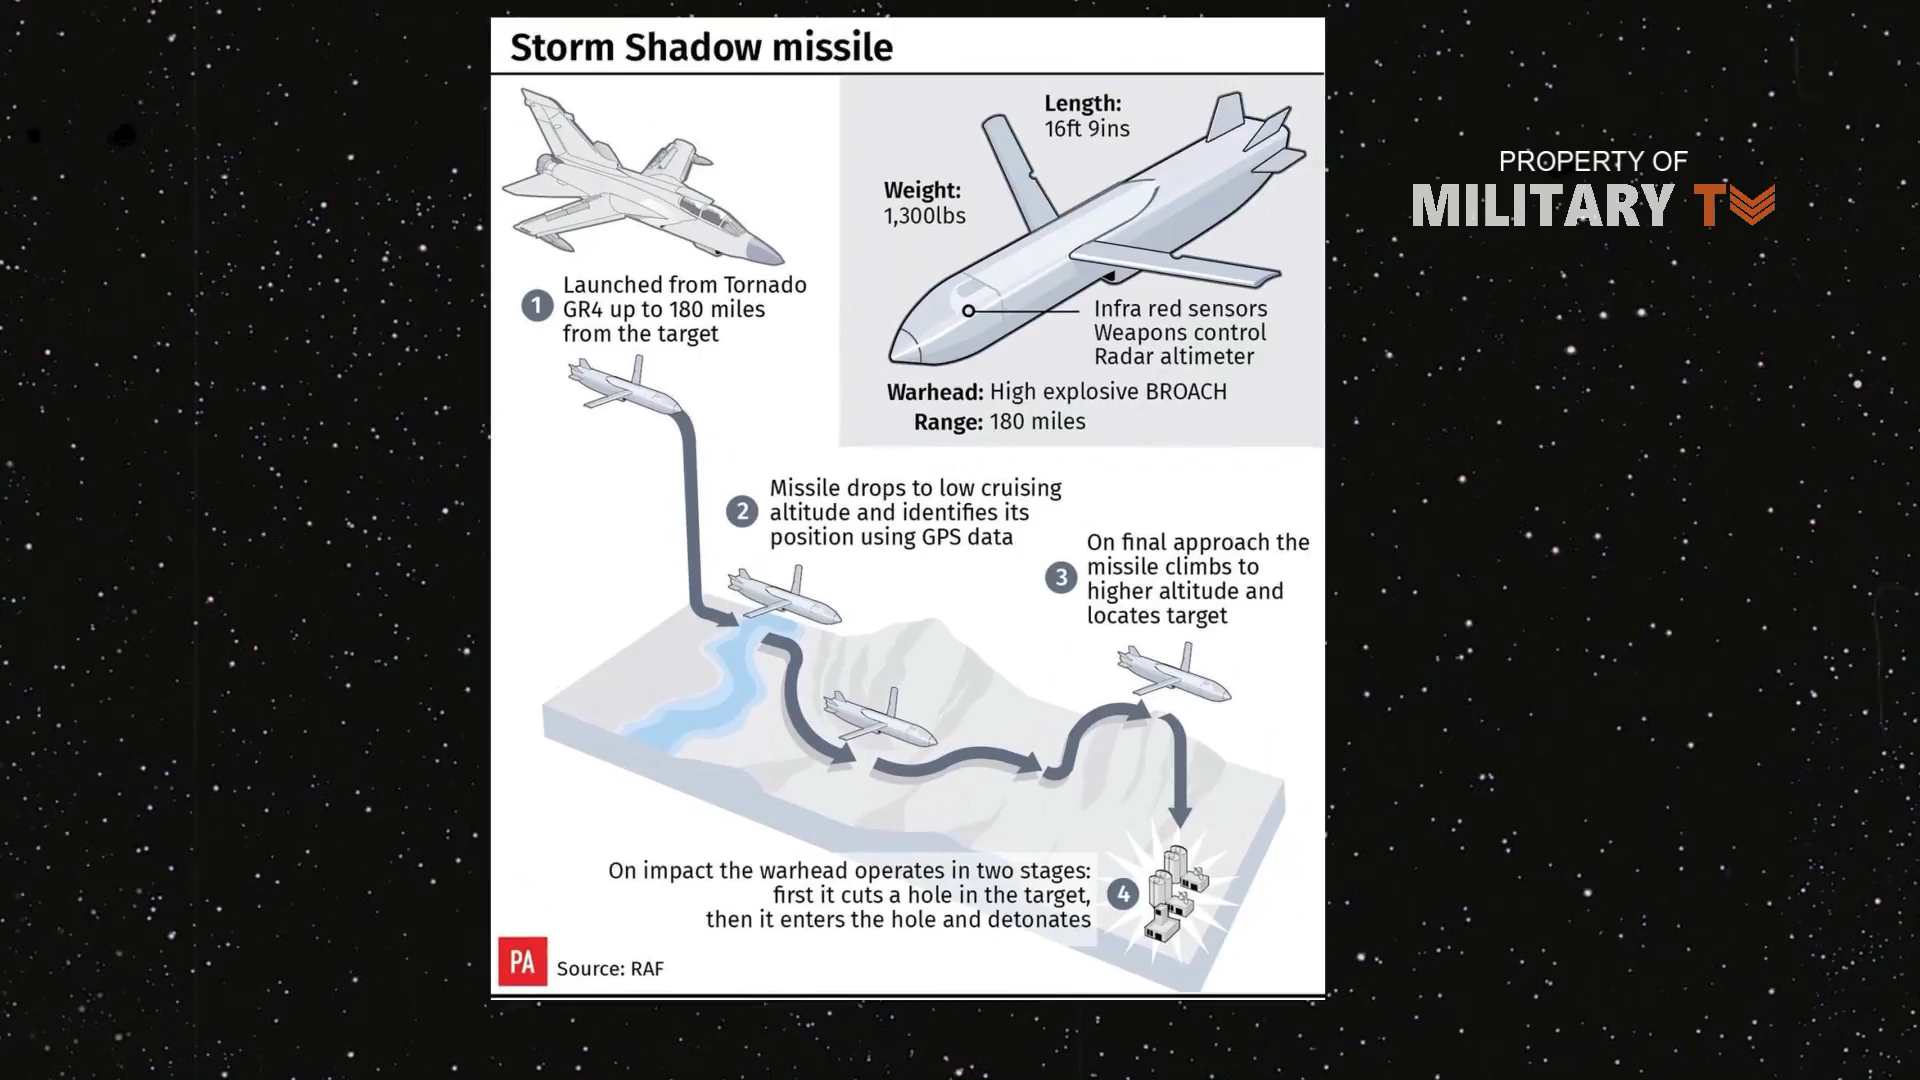 Storm Shadow missile
Length:
16ft 9ins
Weight:
1,300lbs
Infra red sensors
Weapons control
Radar altimeter
Warhead: High explosive BROACH
Range: 180 miles
1
Launched from Tornado
GR4 up to 180 miles
from the target
2
Missile drops to low cruising
altitude and identifies its
position using GPS data
3
On final approach the
missile climbs to
higher altitude and
locates target
On impact the warhead operates in two stages:
first it cuts a hole in the target,
then it enters the hole and detonates
4
PA
Source: RAF
PROPERTY OF
MILITARY TV